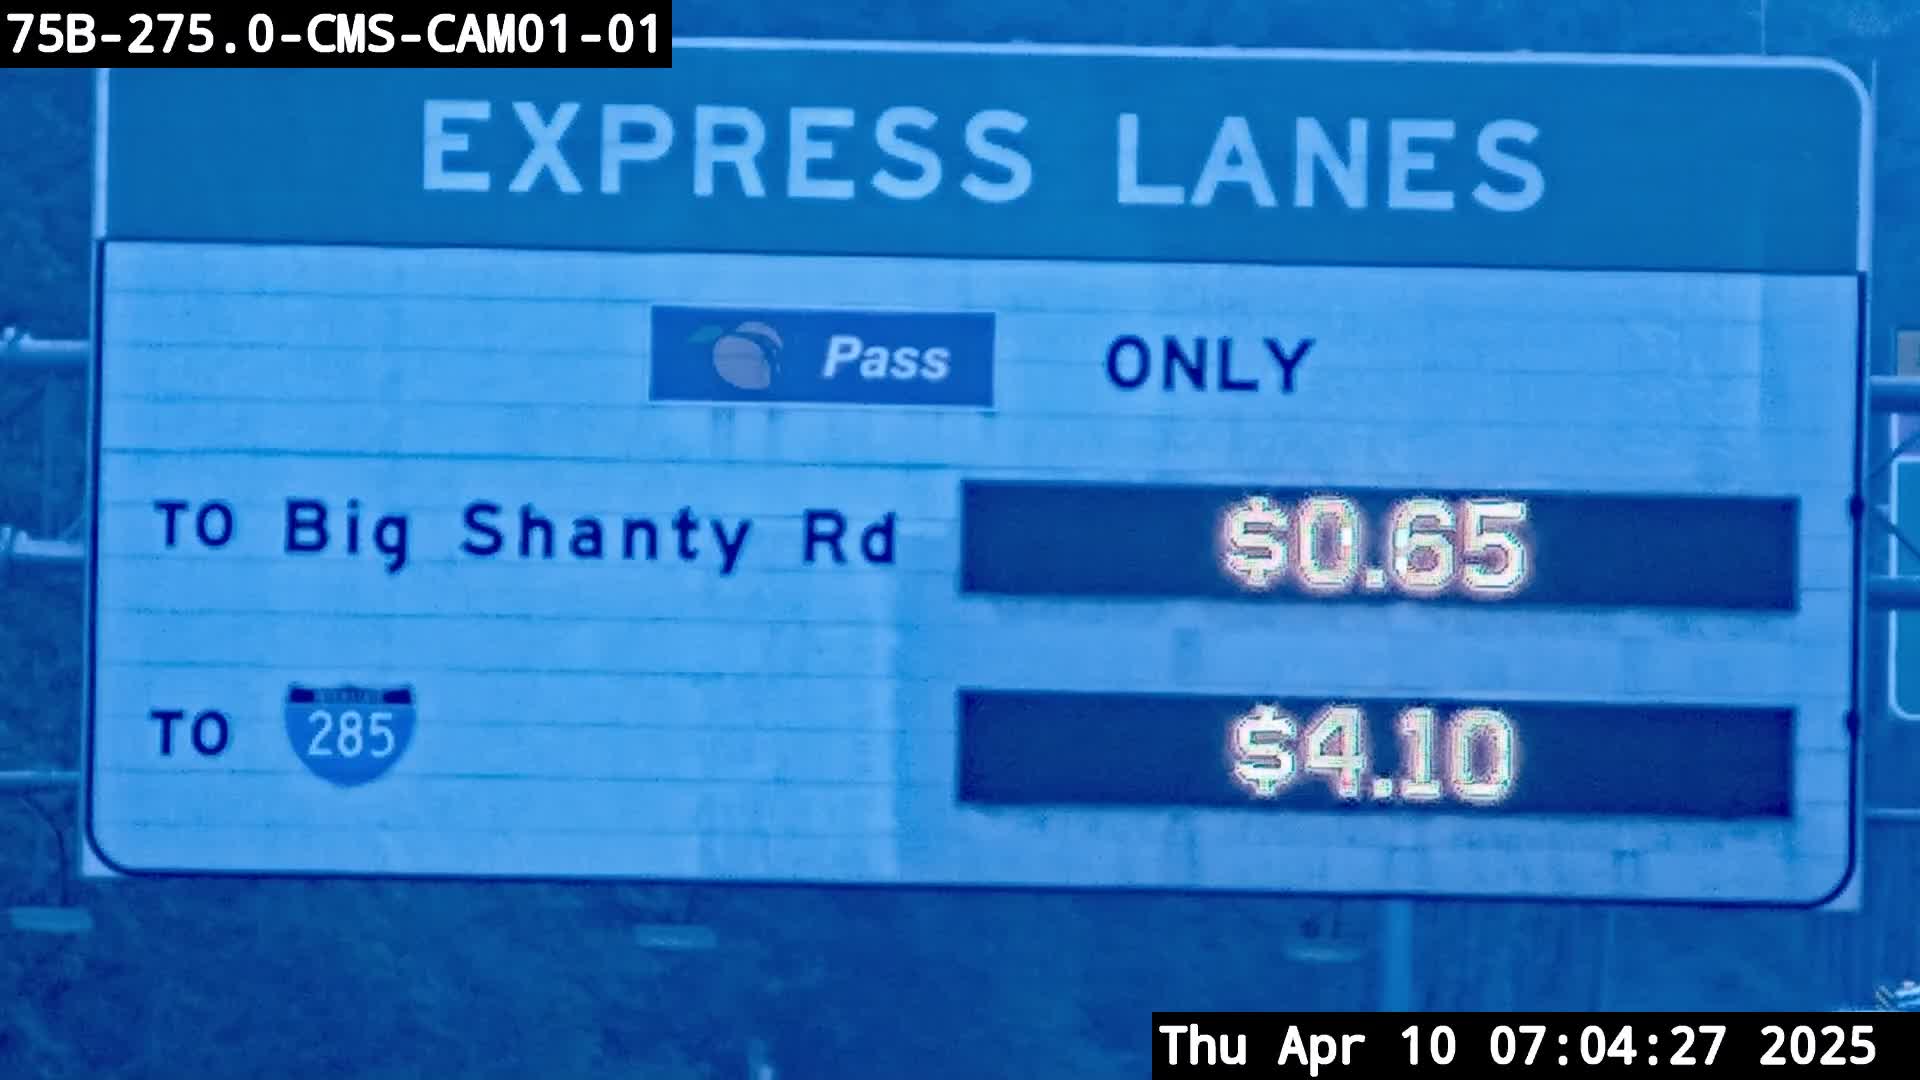 75B-275.0-CMS-CAM01-01
EXPRESS LANES
Pass ONLY
TO Big Shanty Rd $0.65
TO 285 $4.10
Thu Apr 10 07:04:27 2025